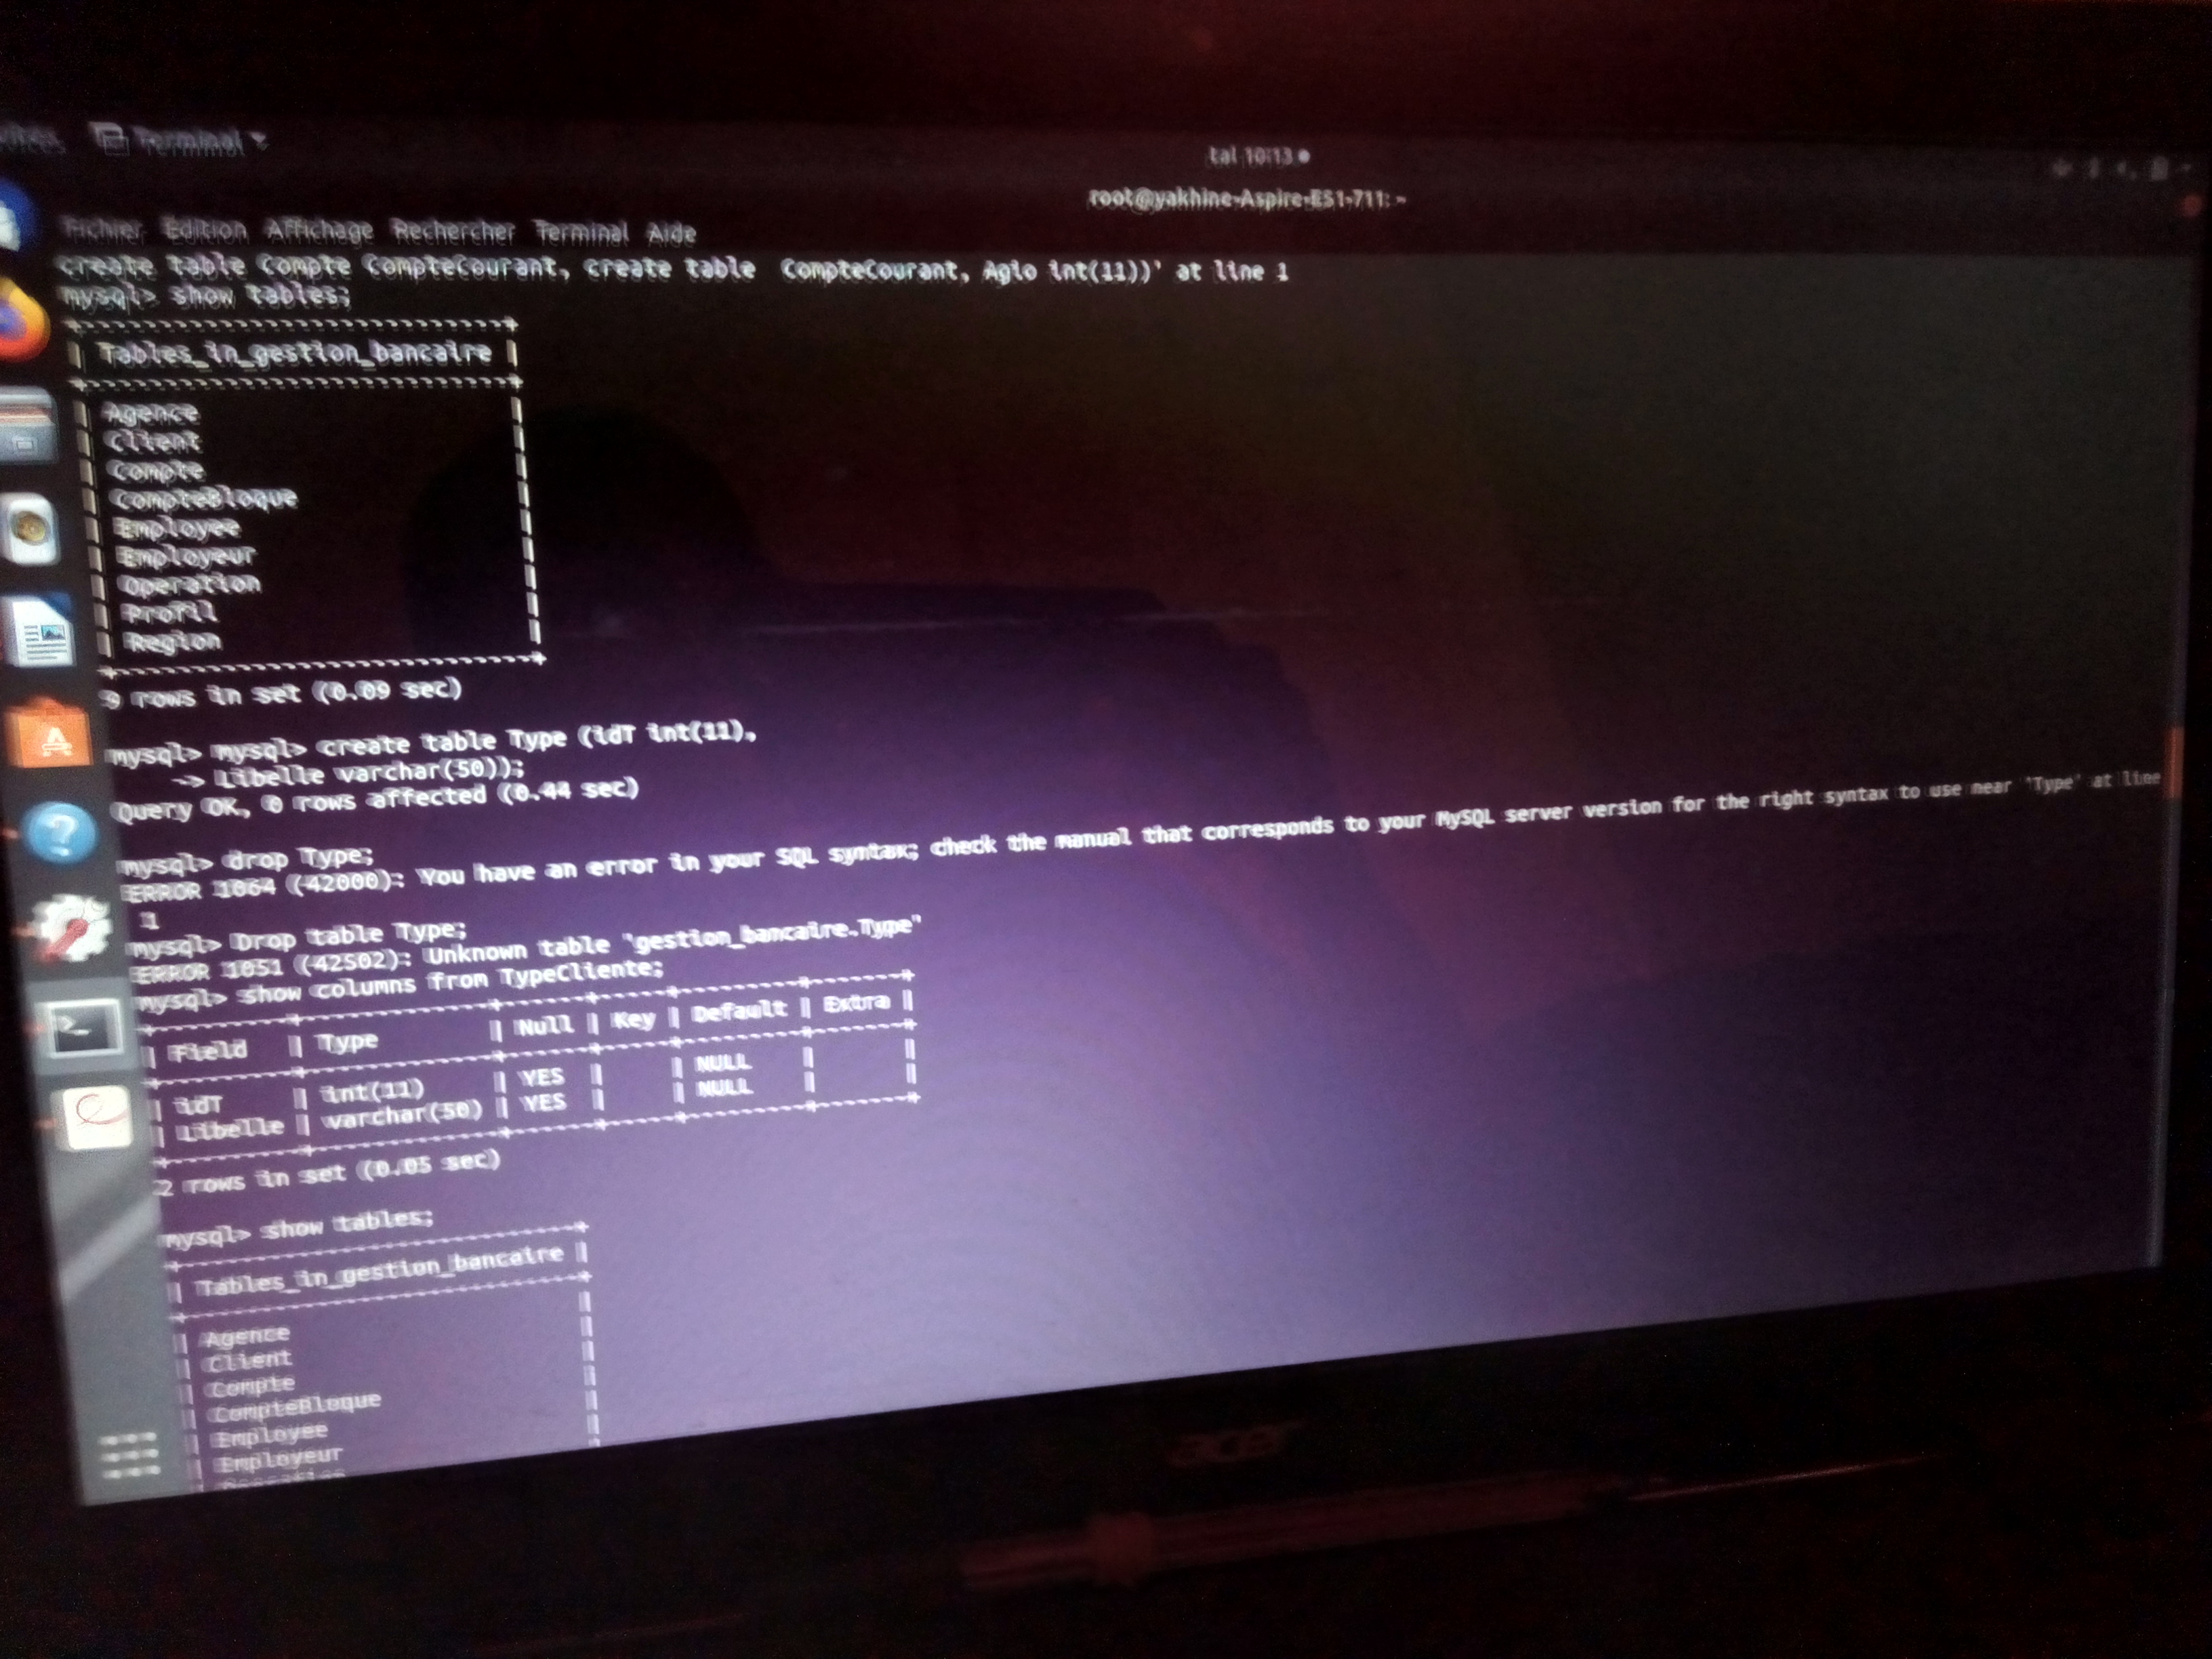 Terminal
tal 10:13
root@yakhine-Aspire-ES1-711: ~
Fichier Édition Affichage Rechercher Terminal Aide
create table Compte CompteCourant, create table  CompteCourant, Agio int(11))' at line 1
mysql> show tables;
| Tables_in_gestion_bancaire |
| Agence |
| Client |
| Compte |
| CompteBloque |
| Employee |
| Employeur |
| Operation |
| Profil |
| Region |
9 rows in set (0.09 sec)
mysql> mysql> create table Type (idT int(11),
-> Libelle varchar(50));
Query OK, 0 rows affected (0.44 sec)
mysql> drop Type;
ERROR 1064 (42000): You have an error in your SQL syntax; check the manual that corresponds to your MySQL server version for the right syntax to use near 'Type' at line
1
mysql> Drop table Type;
ERROR 1051 (42S02): Unknown table 'gestion_bancaire.Type"
mysql> show columns from TypeCliente;
| Field | Type | Null | Key | Default | Extra |
| idT | int(11) | YES | | NULL | |
| Libelle | varchar(50) | YES | | NULL | |
2 rows in set (0.05 sec)
mysql> show tables;
| Tables_in_gestion_bancaire |
| Agence |
| Client |
| Compte |
| CompteBloque |
| Employee |
| Employeur |
acer